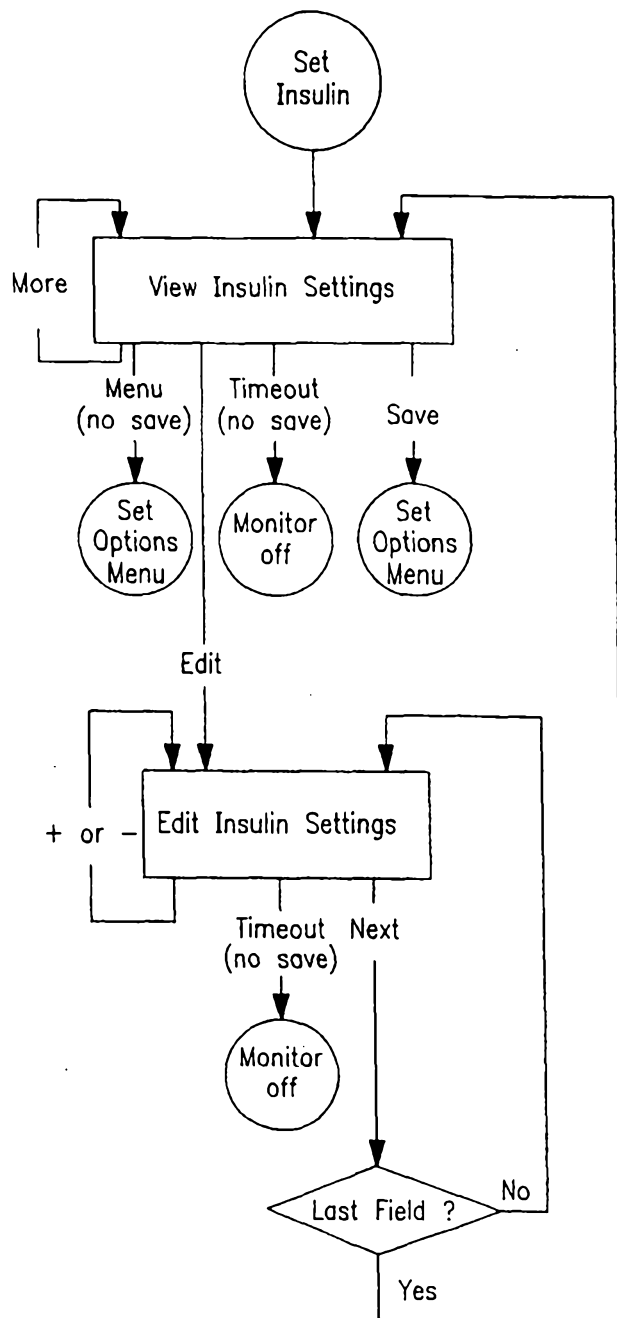 Set
Insulin
More
View Insulin Settings
Menu
(no save)
Timeout
(no save)
Save
Set
Options
Menu
Monitor
off
Set
Options
Menu
Edit
+ or -
Edit Insulin Settings
Timeout
(no save)
Next
Monitor
off
Last Field ?
No
Yes